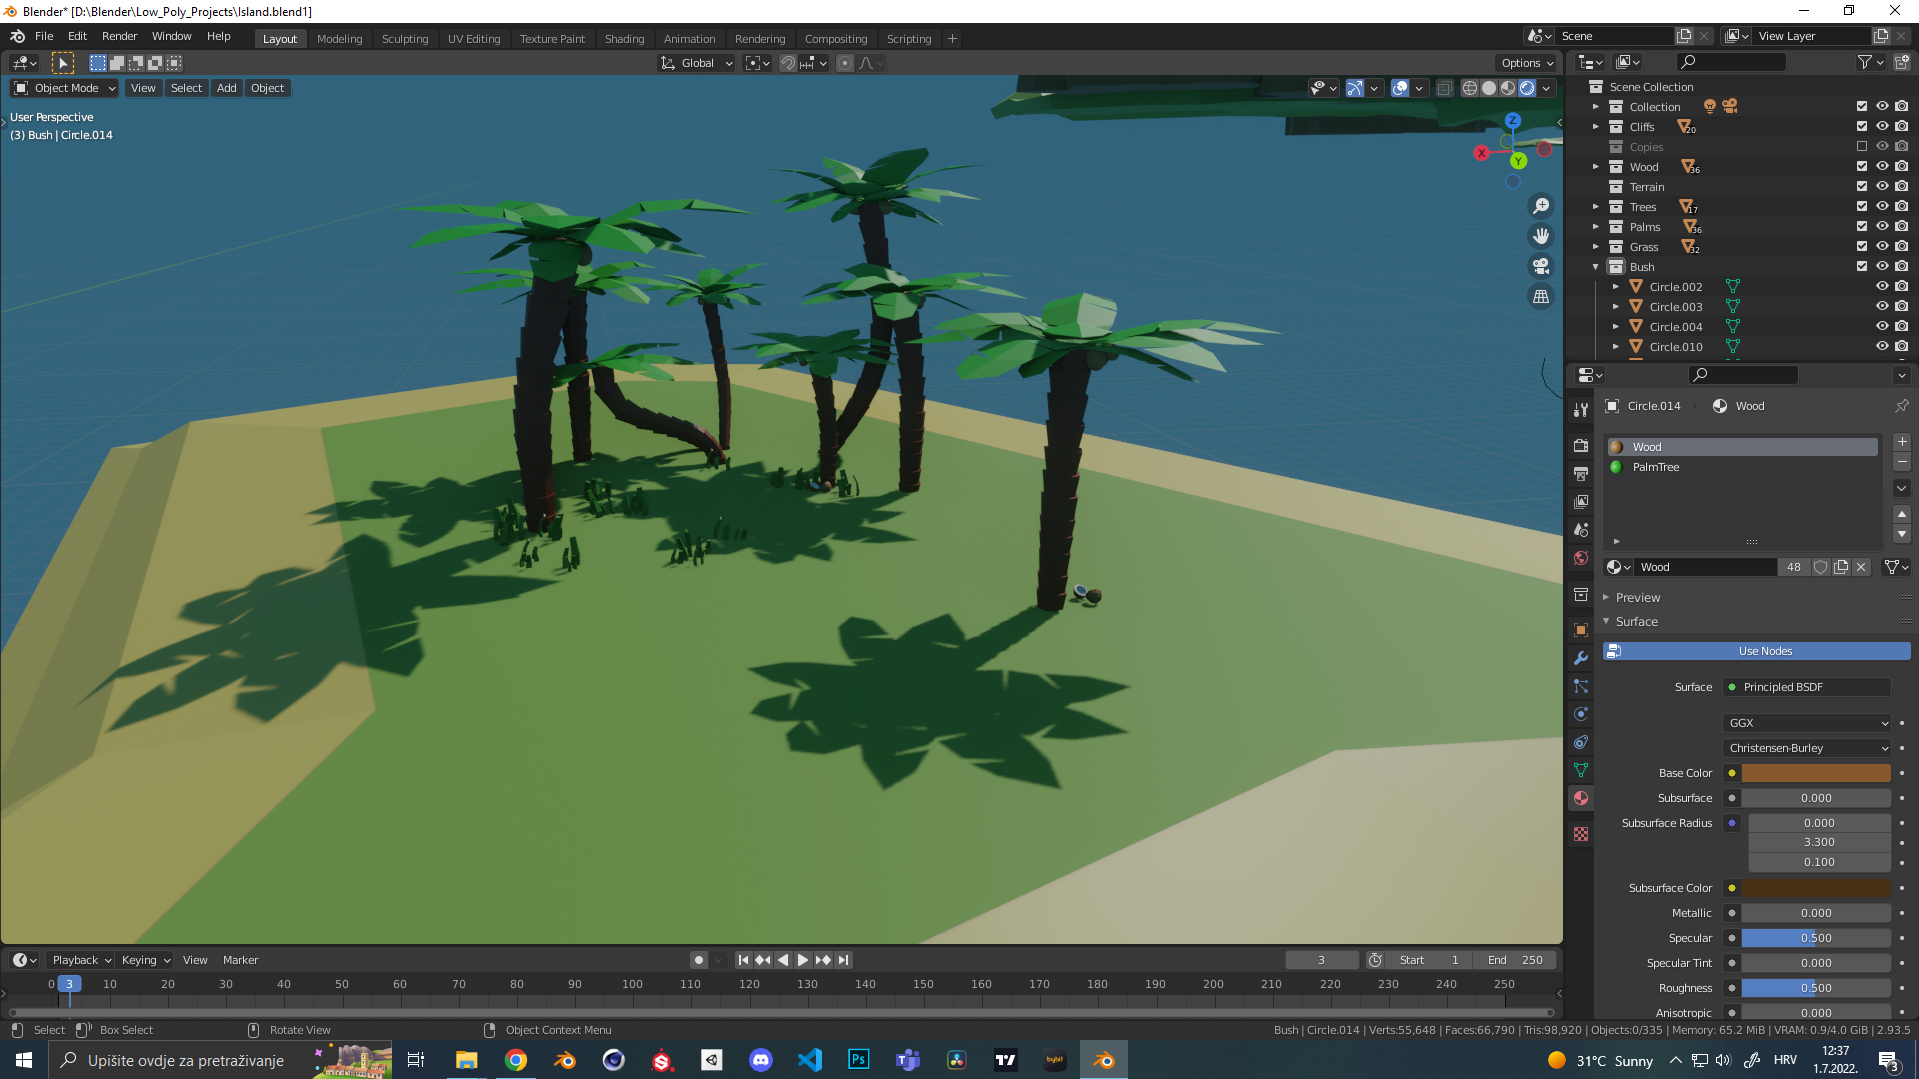 Blender* [D:\Blender\Low_Poly_Projects\Island.blend1]
File Edit Render Window Help Layout Modeling Sculpting UV Editing Texture Paint Shading Animation Rendering Compositing Scripting + Scene View Layer
Global Options
Object Mode View Select Add Object
User Perspective
(3) Bush | Circle.014
Z
X
Y
Scene Collection
Collection
Cliffs 20
Copies
Wood 36
Terrain
Trees 17
Palms 36
Grass 32
Bush
Circle.002
Circle.003
Circle.004
Circle.010
Circle.014 Wood
Wood
PalmTree
Wood 48
Preview
Surface
Use Nodes
Surface Principled BSDF
GGX
Christensen-Burley
Base Color
Subsurface 0.000
Subsurface Radius 0.000
3.300
0.100
Subsurface Color
Metallic 0.000
Specular 0.500
Specular Tint 0.000
Roughness 0.500
Anisotropic 0.000
Playback Keying View Marker 3 Start 1 End 250
0 3 10 20 30 40 50 60 70 80 90 100 110 120 130 140 150 160 170 180 190 200 210 220 230 240 250
Select Box Select Rotate View Object Context Menu Bush | Circle.014 | Verts:55,648 | Faces:66,790 | Tris:98,920 | Objects:0/335 | Memory: 65.2 MiB | VRAM: 0.9/4.0 GiB | 2.93.5
Upišite ovdje za pretraživanje Ps bybit 31°C Sunny HRV 12:37
1.7.2022. 3